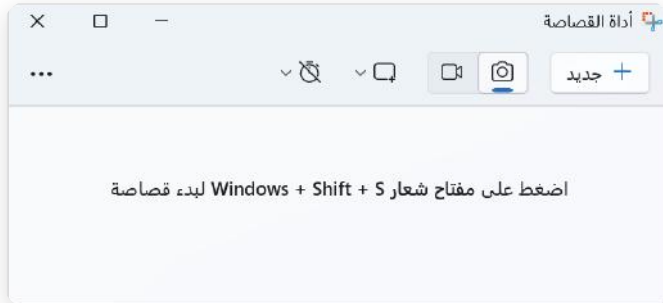 أداة القصاصة
جديد
اضغط على مفتاح شعار Windows + Shift + S لبدء قصاصة